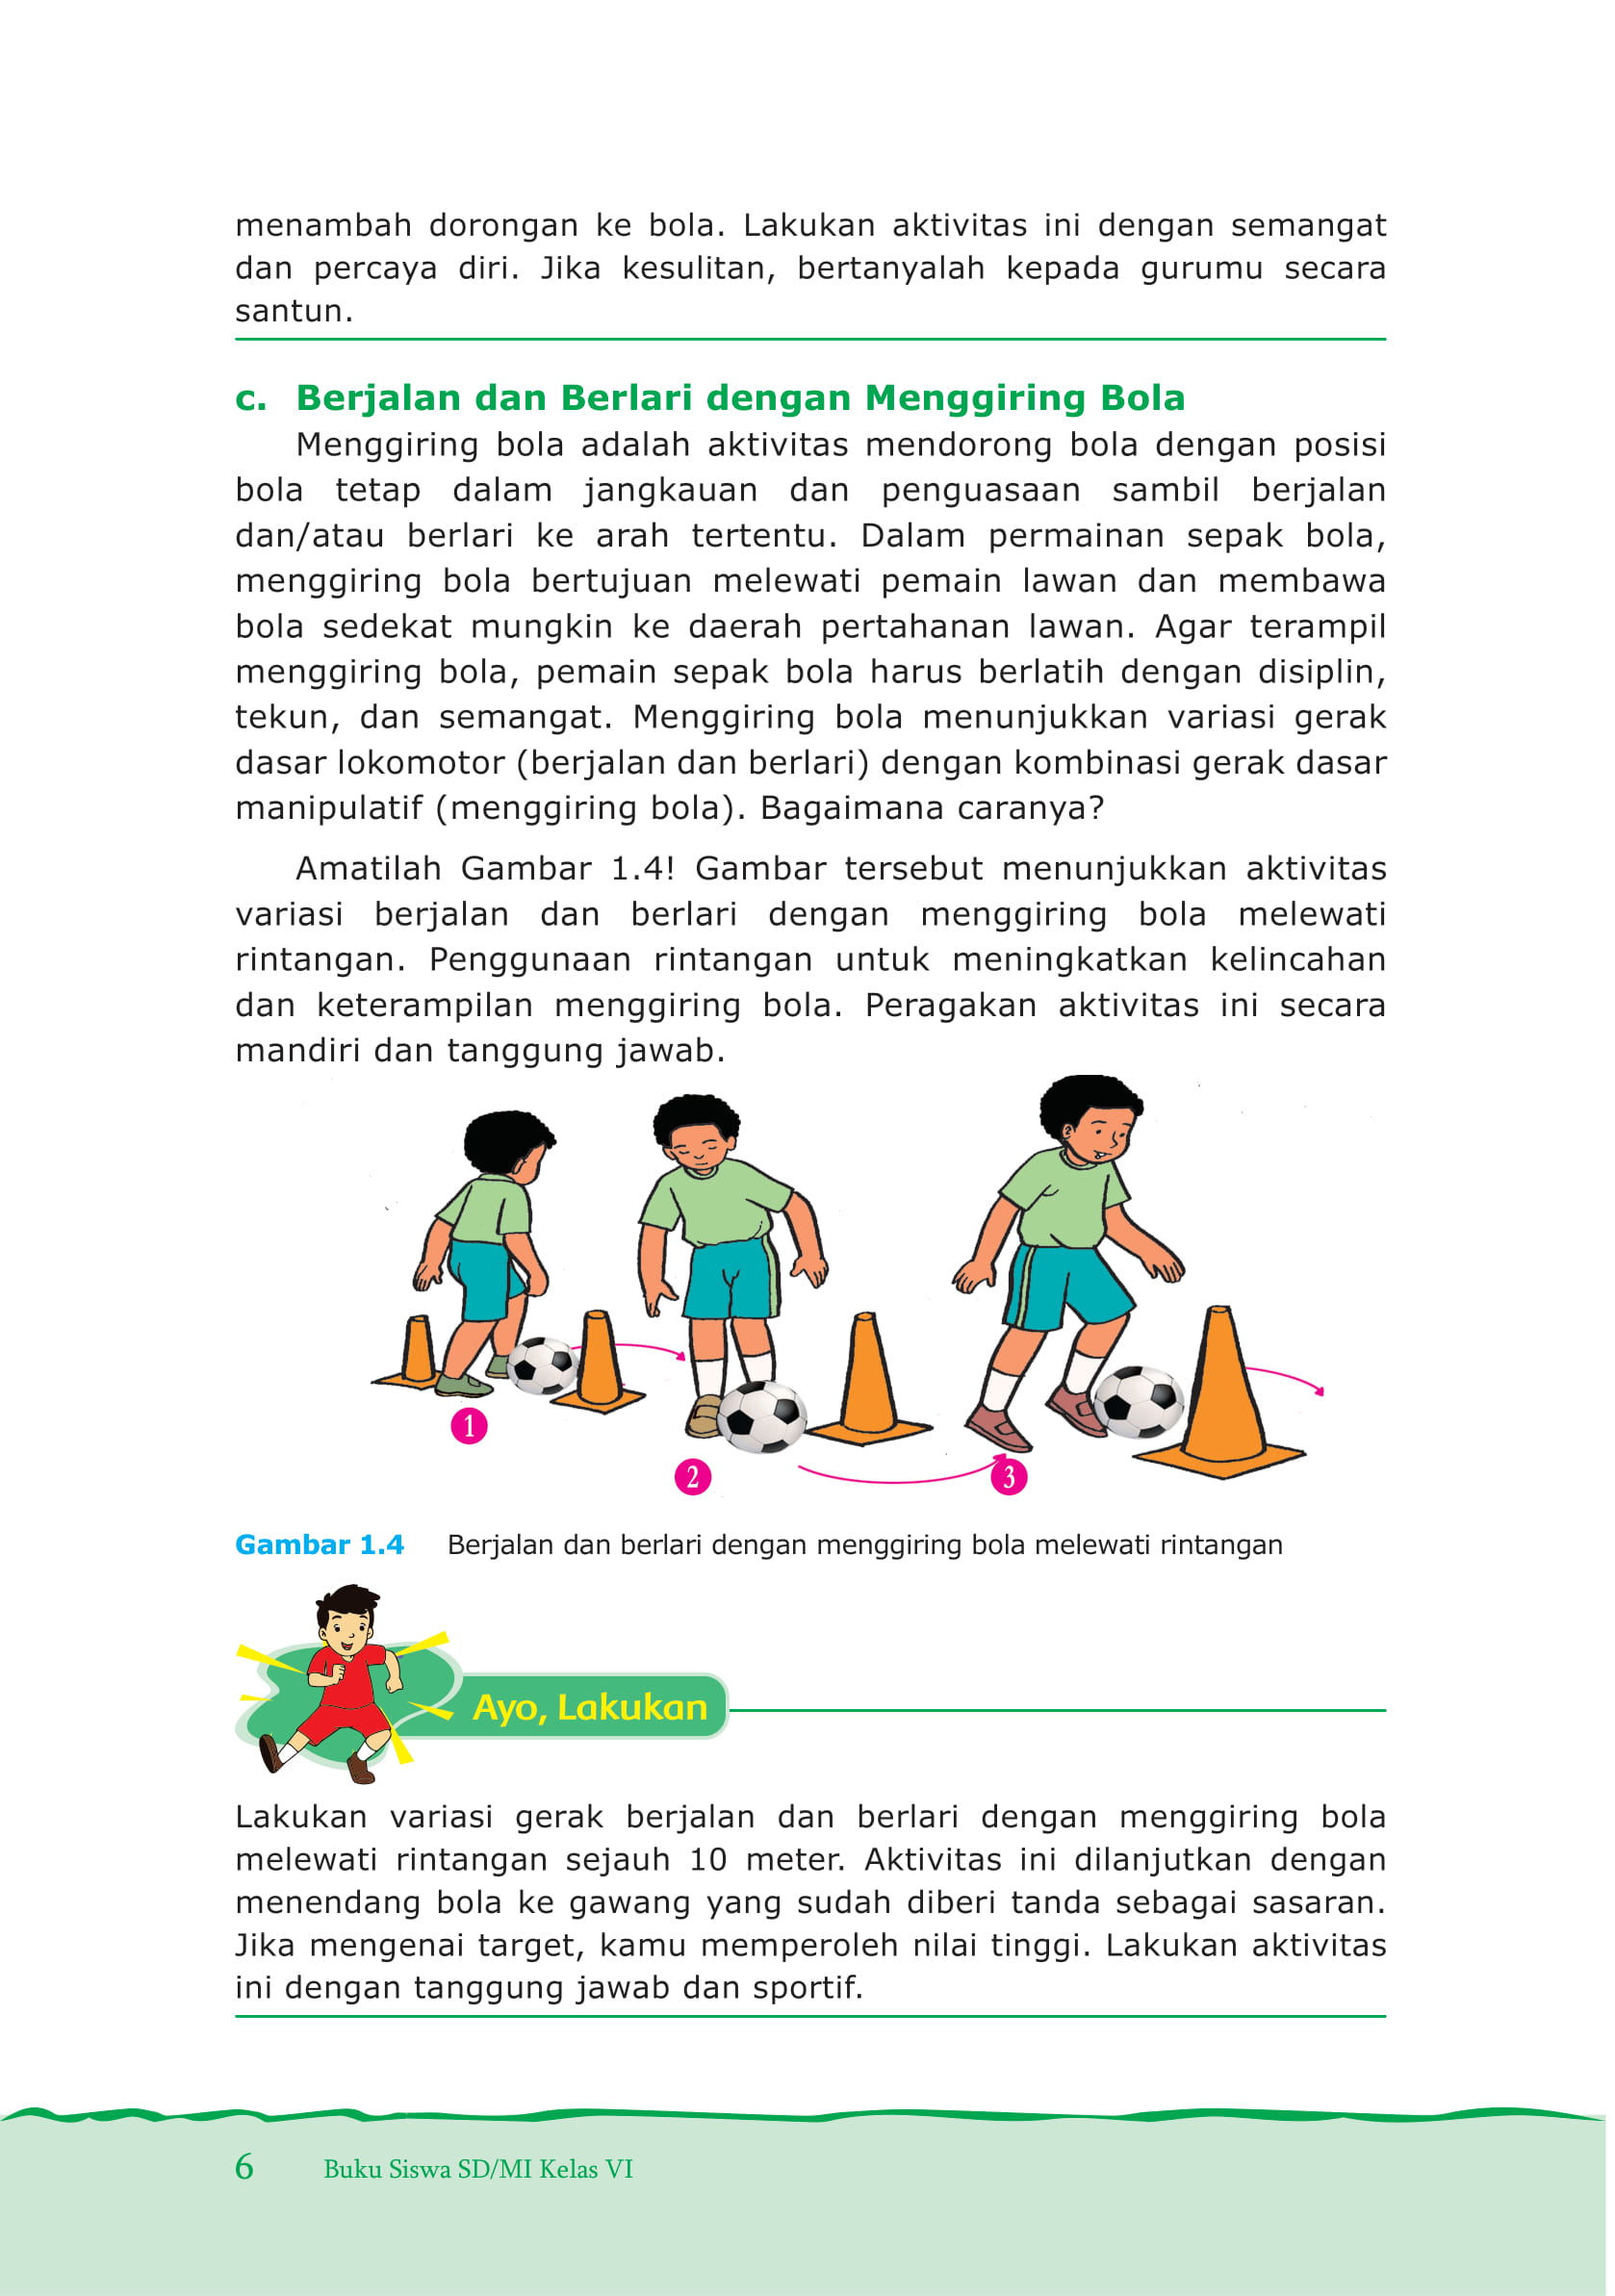 menambah dorongan ke bola. Lakukan aktivitas ini dengan semangat
dan percaya diri. Jika kesulitan, bertanyalah kepada gurumu secara
santun.
c. Berjalan dan Berlari dengan Menggiring Bola
Menggiring bola adalah aktivitas mendorong bola dengan posisi
bola tetap dalam jangkauan dan penguasaan sambil berjalan
dan/atau berlari ke arah tertentu. Dalam permainan sepak bola,
menggiring bola bertujuan melewati pemain lawan dan membawa
bola sedekat mungkin ke daerah pertahanan lawan. Agar terampil
menggiring bola, pemain sepak bola harus berlatih dengan disiplin,
tekun, dan semangat. Menggiring bola menunjukkan variasi gerak
dasar lokomotor (berjalan dan berlari) dengan kombinasi gerak dasar
manipulatif (menggiring bola). Bagaimana caranya?
Amatilah Gambar 1.4! Gambar tersebut menunjukkan aktivitas
variasi berjalan dan berlari dengan menggiring bola melewati
rintangan. Penggunaan rintangan untuk meningkatkan kelincahan
dan keterampilan menggiring bola. Peragakan aktivitas ini secara
mandiri dan tanggung jawab.
1
2
3
Gambar 1.4 Berjalan dan berlari dengan menggiring bola melewati rintangan
Ayo, Lakukan
Lakukan variasi gerak berjalan dan berlari dengan menggiring bola
melewati rintangan sejauh 10 meter. Aktivitas ini dilanjutkan dengan
menendang bola ke gawang yang sudah diberi tanda sebagai sasaran.
Jika mengenai target, kamu memperoleh nilai tinggi. Lakukan aktivitas
ini dengan tanggung jawab dan sportif.
6 Buku Siswa SD/MI Kelas VI